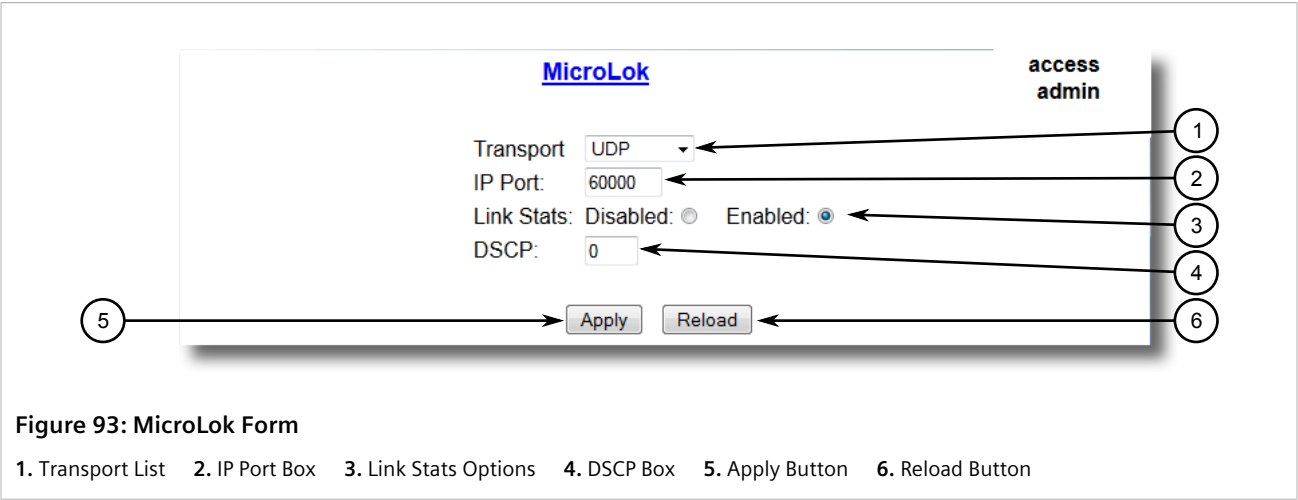 MicroLok
access
admin
Transport UDP
1
IP Port: 60000
2
Link Stats: Disabled: Enabled:
3
DSCP: 0
4
5
Apply Reload
6
Figure 93: MicroLok Form
1. Transport List 2. IP Port Box 3. Link Stats Options 4. DSCP Box 5. Apply Button 6. Reload Button